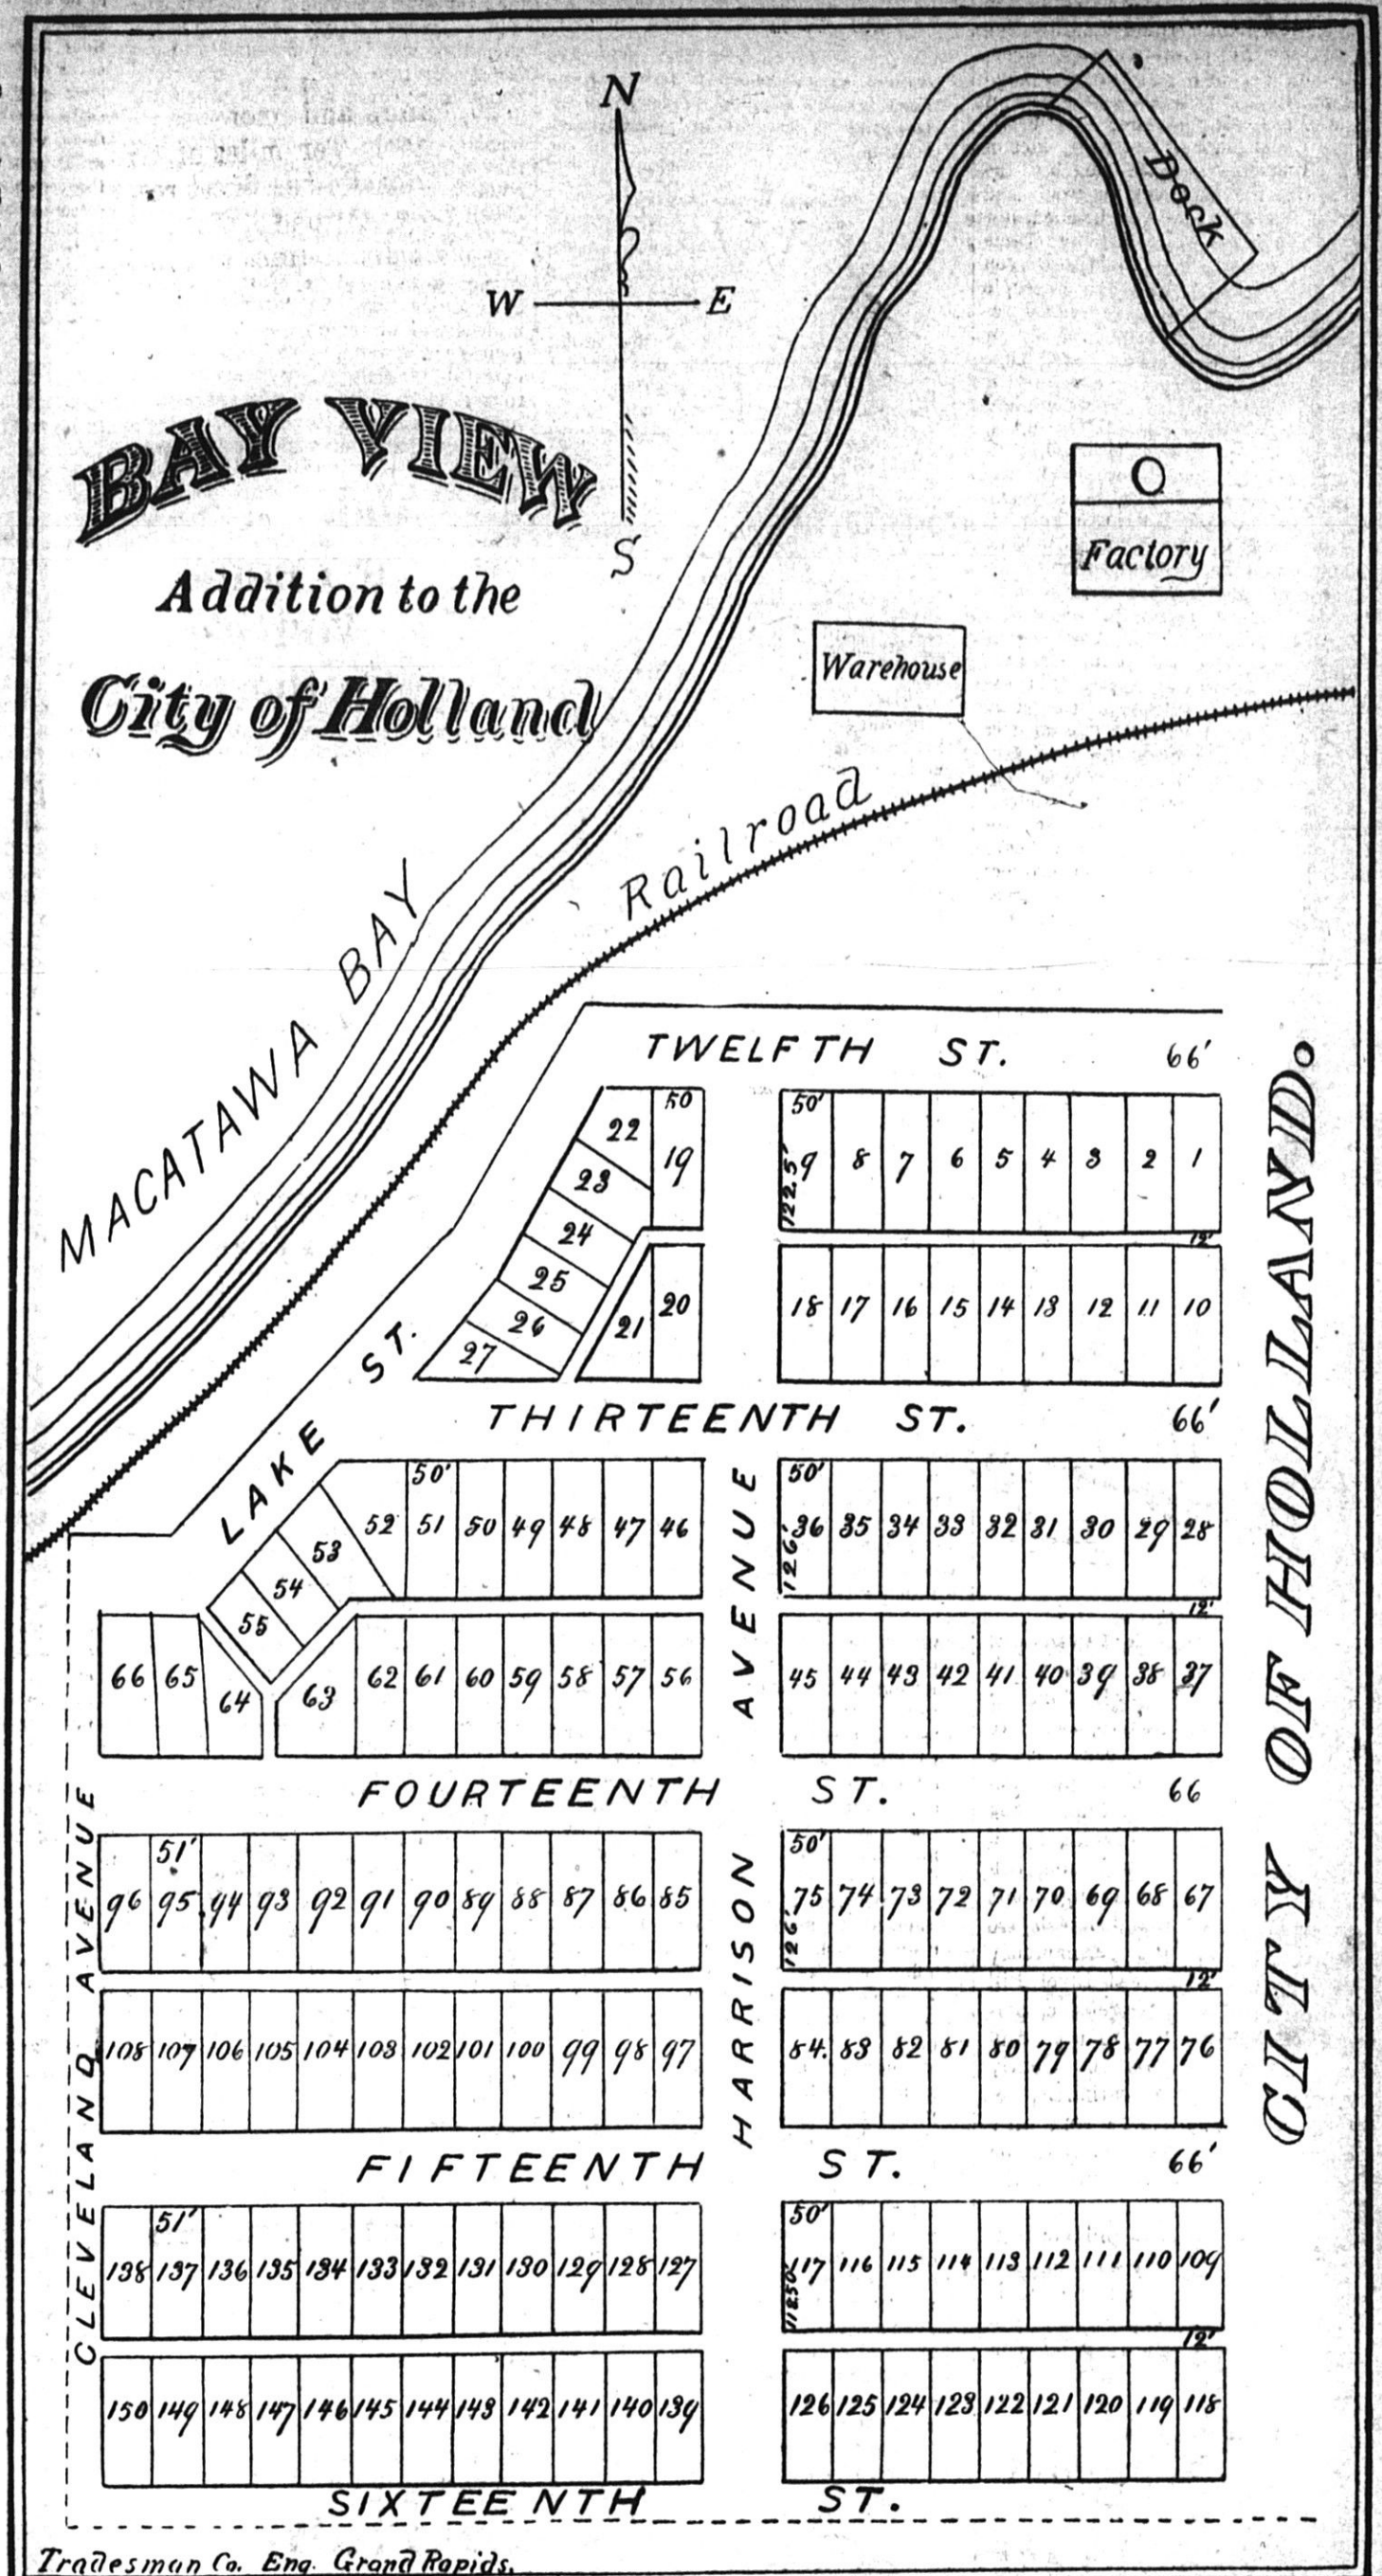 N
W E
S
BAY VIEW
Addition to the
City of Holland
Dock
O
Factory
Warehouse
Railroad
MACATAWA BAY
TWELFTH ST. 66'
50 50'
22 19 9 8 7 6 5 4 3 2 1
122.5'
23
24 12'
25
26 21 20 18 17 16 15 14 13 12 11 10
27
LAKE ST.
THIRTEENTH ST. 66'
50' 50'
52 51 50 49 48 47 46 36 35 34 33 32 31 30 29 28
126'
53
54
55 12'
66 65 64 63 62 61 60 59 58 57 56 45 44 43 42 41 40 39 38 37
FOURTEENTH ST. 66
51' 50'
96 95 94 93 92 91 90 89 88 87 86 85 75 74 73 72 71 70 69 68 67
126'
12'
108 107 106 105 104 103 102 101 100 99 98 97 84. 83 82 81 80 79 78 77 76
FIFTEENTH ST. 66'
51' 50'
138 137 136 135 134 133 132 131 130 129 128 127 117 116 115 114 113 112 111 110 109
12'
150 149 148 147 146 145 144 143 142 141 140 139 126 125 124 123 122 121 120 119 118
SIXTEENTH ST.
CLEVELAND AVENUE
HARRISON AVENUE
CITY OF HOLLAND.
Tradesman Co. Eng. Grand Rapids.